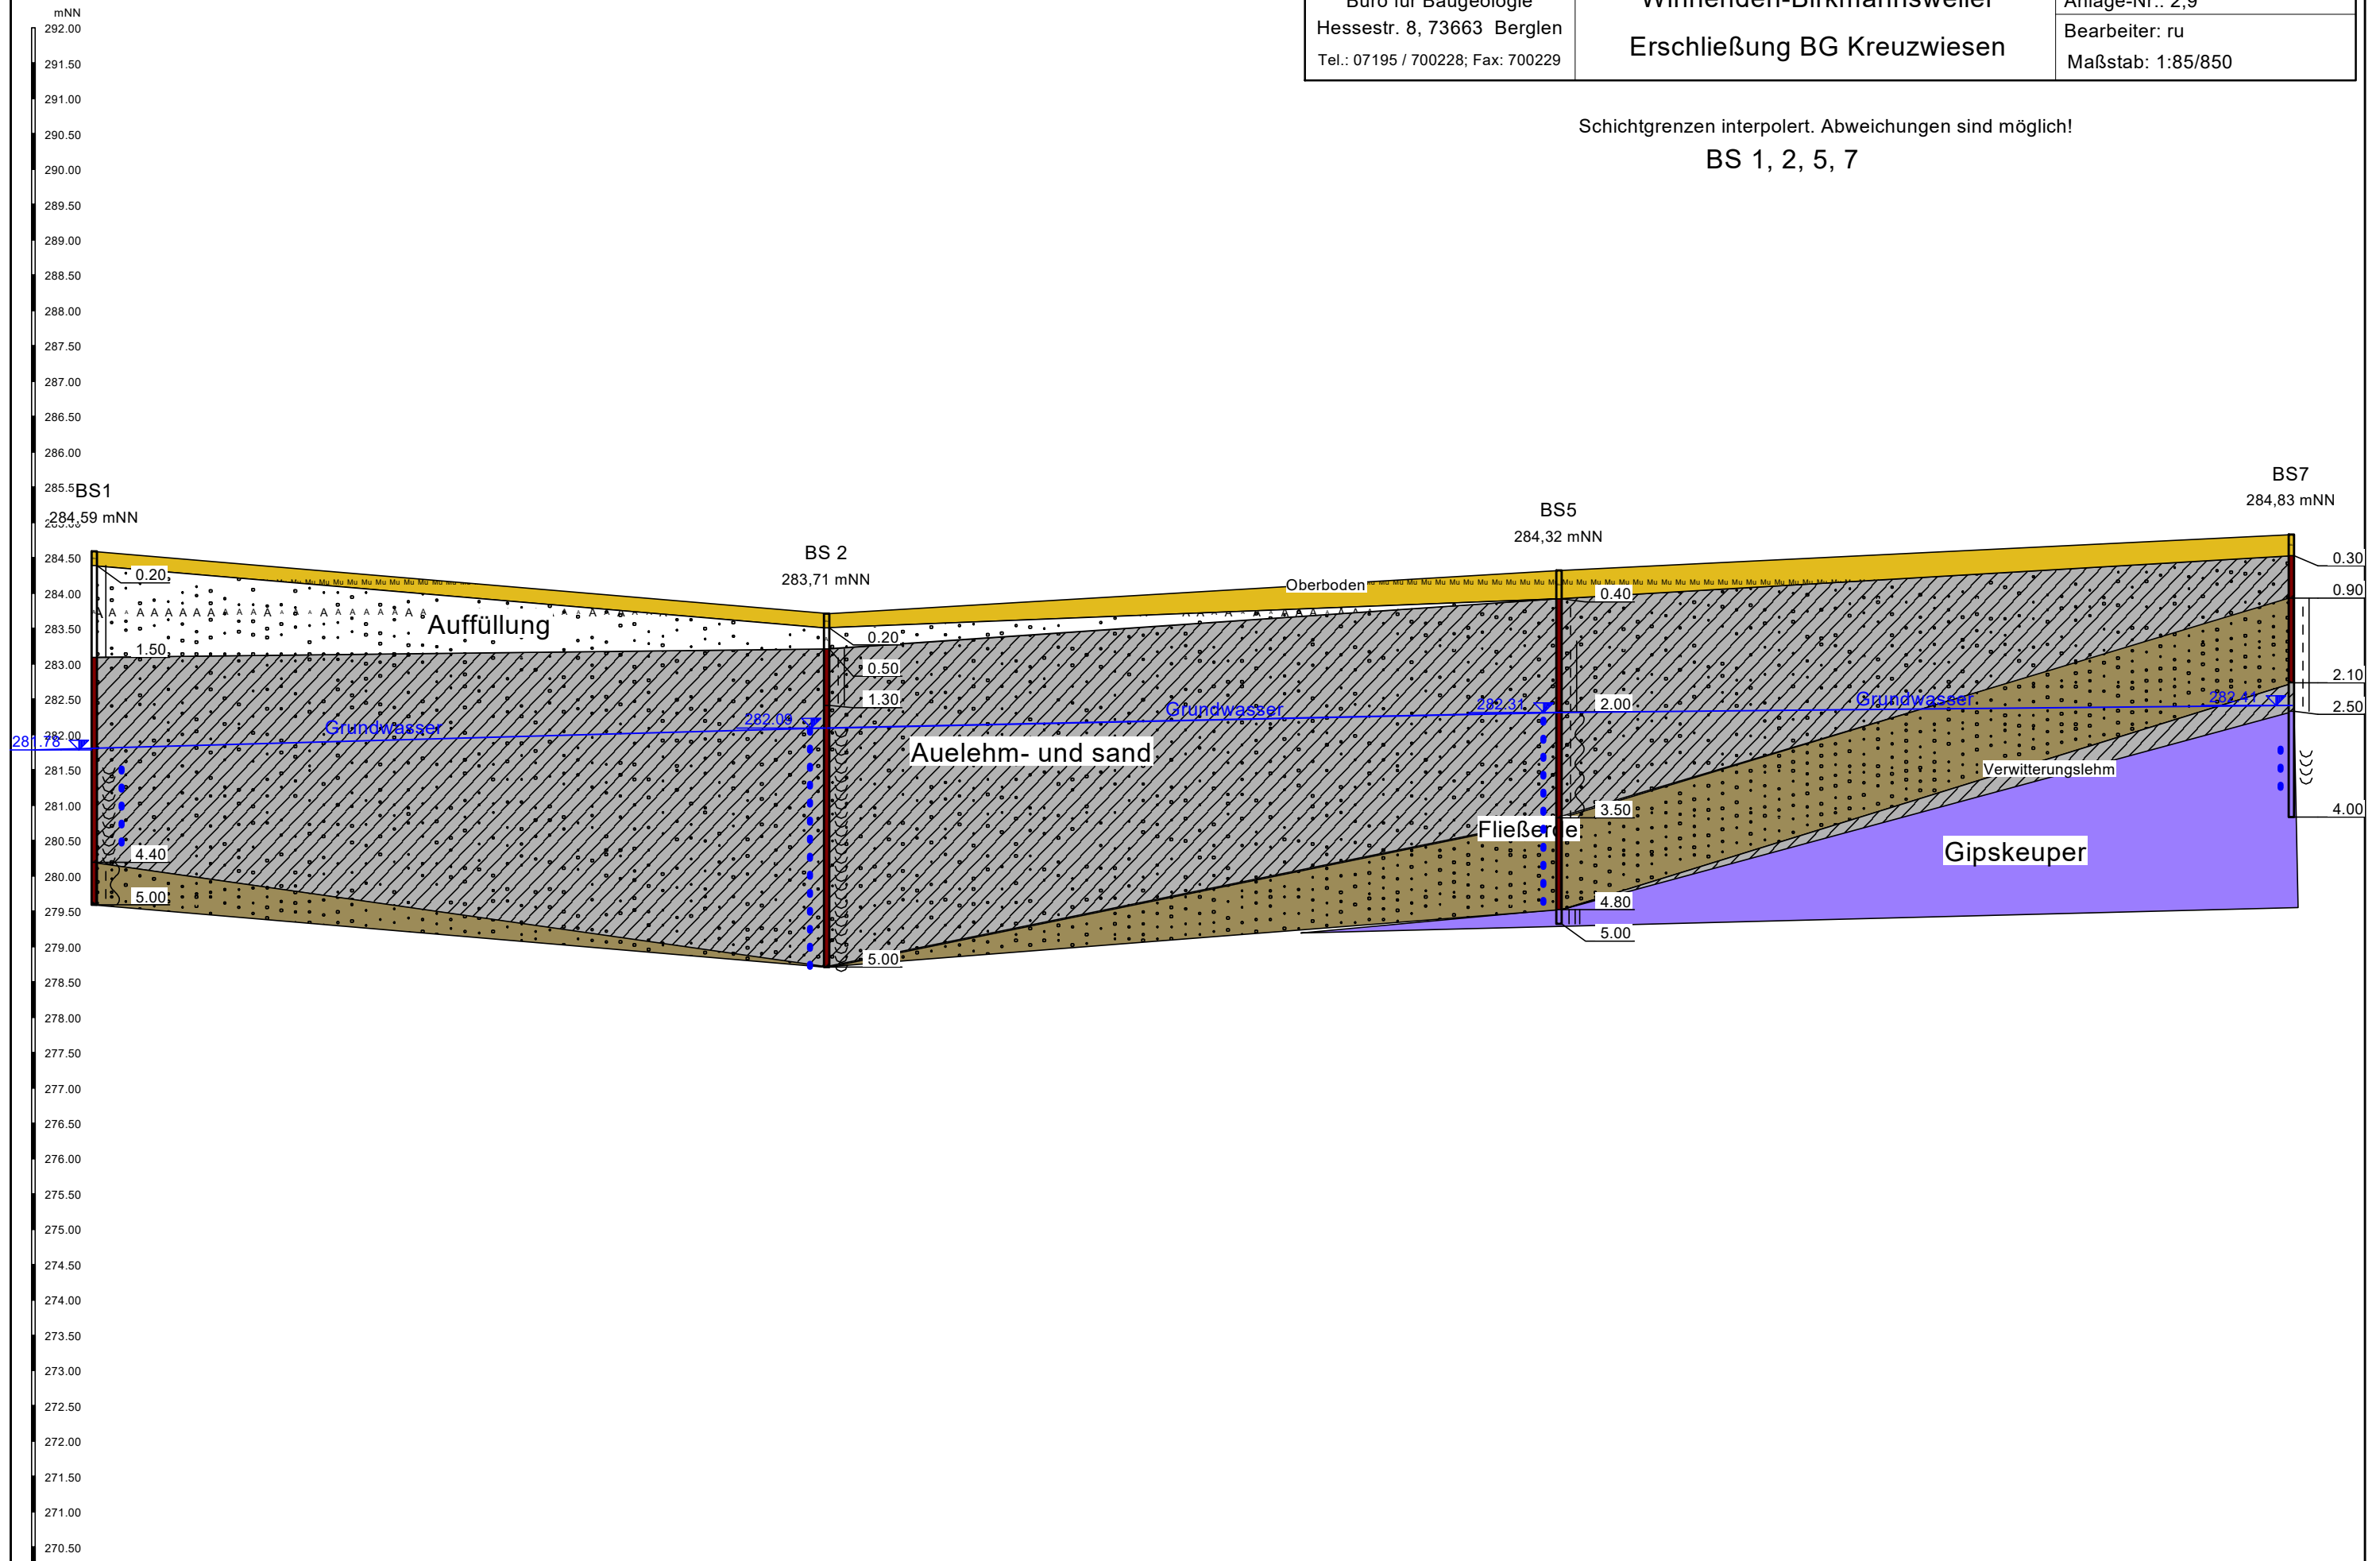 Büro für Baugeologie
Hessestr. 8, 73663 Berglen
Tel.: 07195 / 700228; Fax: 700229
Winnenden-Birkmannsweiler
Erschließung BG Kreuzwiesen
Anlage-Nr.: 2,9
Bearbeiter: ru
Maßstab: 1:85/850
Schichtgrenzen interpolert. Abweichungen sind möglich!
BS 1, 2, 5, 7
mNN
292.00
291.50
291.00
290.50
290.00
289.50
289.00
288.50
288.00
287.50
287.00
286.50
286.00
285.5
284.50
284.00
283.50
283.00
282.50
282.00
281.50
281.00
280.50
280.00
279.50
279.00
278.50
278.00
277.50
277.00
276.50
276.00
275.50
275.00
274.50
274.00
273.50
273.00
272.50
272.00
271.50
271.00
270.50
BS1
284,59 mNN
0.20
1.50
4.40
5.00
281.78
BS 2
283,71 mNN
0.20
0.50
1.30
5.00
282.09
BS5
284,32 mNN
0.40
2.00
3.50
4.80
5.00
282.31
BS7
284,83 mNN
0.30
0.90
2.10
2.50
4.00
282.41
Oberboden
Auffüllung
Grundwasser
Grundwasser
Grundwasser
Auelehm- und sand
Verwitterungslehm
Fließerde
Gipskeuper